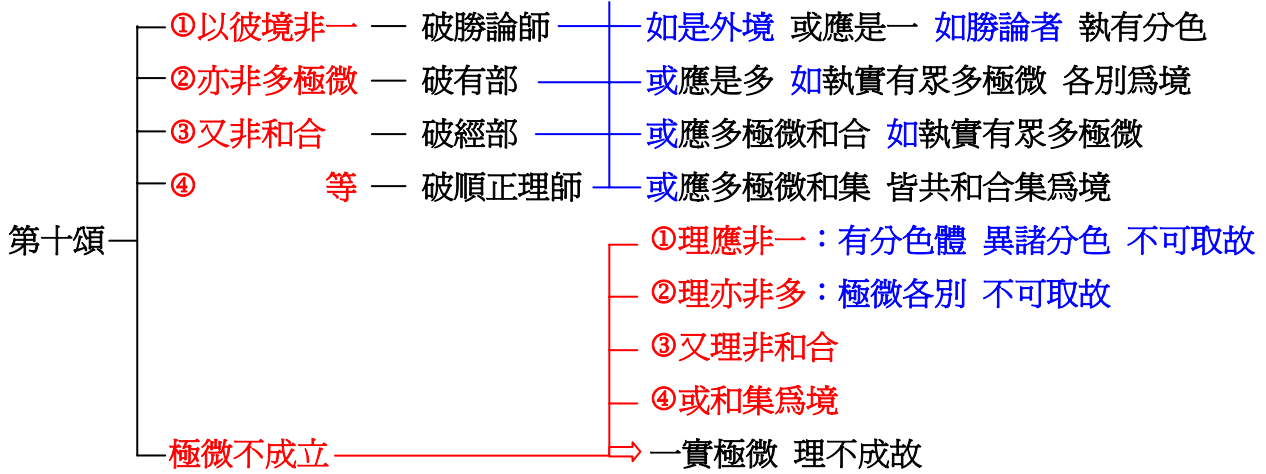 ①以彼境非一 破勝論師 如是外境 或應是一 如勝論者 執有分色
②亦非多極微 破有部 或應是多 如執實有眾多極微 各別爲境
③又非和合 破經部 或應多極微和合 如執實有眾多極微
④ 等 破順正理師 或應多極微和集 皆共和合集爲境
第十頌
①理應非一：有分色體 異諸分色 不可取故
②理亦非多：極微各別 不可取故
③又理非和合
④或和集爲境
極微不成立 一實極微 理不成故